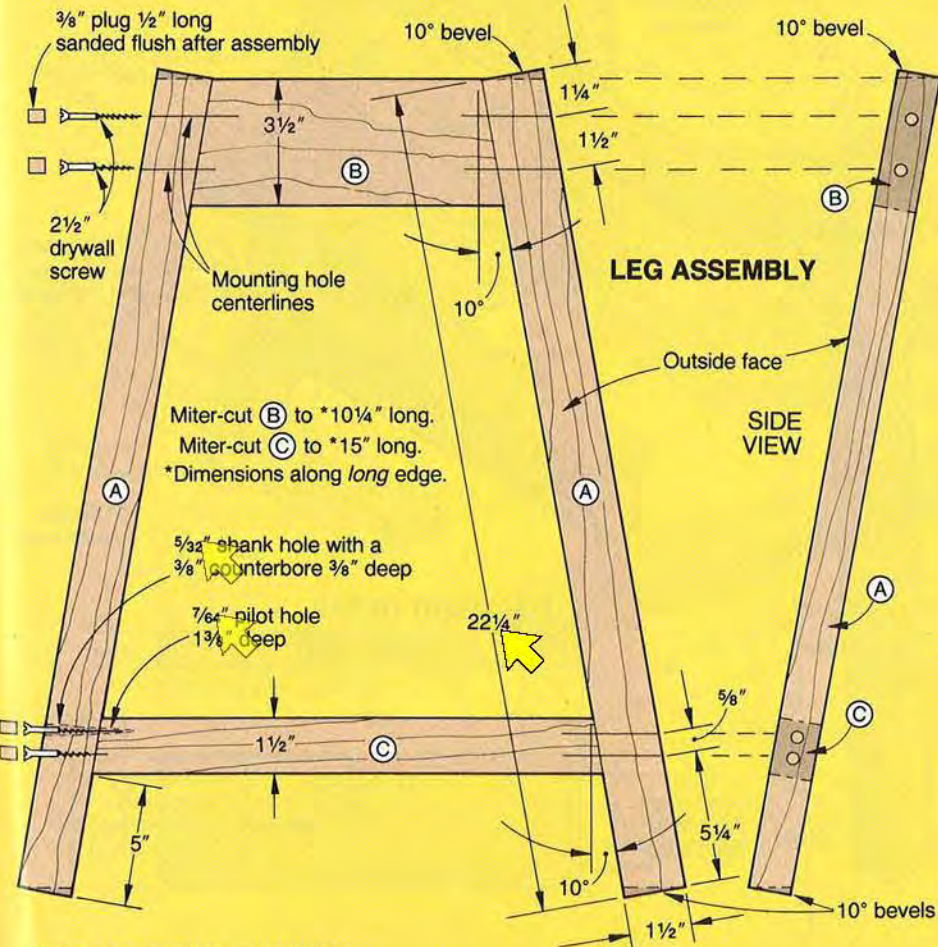 3/8" plug 1/2" long
sanded flush after assembly
10° bevel
10° bevel
1 1/4"
3 1/2"
1 1/2"
B
B
2 1/2"
drywall
screw
Mounting hole
centerlines
LEG ASSEMBLY
10°
Outside face
Miter-cut B to *10 1/4" long.
Miter-cut C to *15" long.
*Dimensions along long edge.
SIDE
VIEW
A
A
5/32" shank hole with a
3/8" counterbore 3/8" deep
A
7/64" pilot hole
1 3/8" deep
22 1/4"
5/8"
C
1 1/2"
C
5"
5 1/4"
10°
10° bevels
1 1/2"